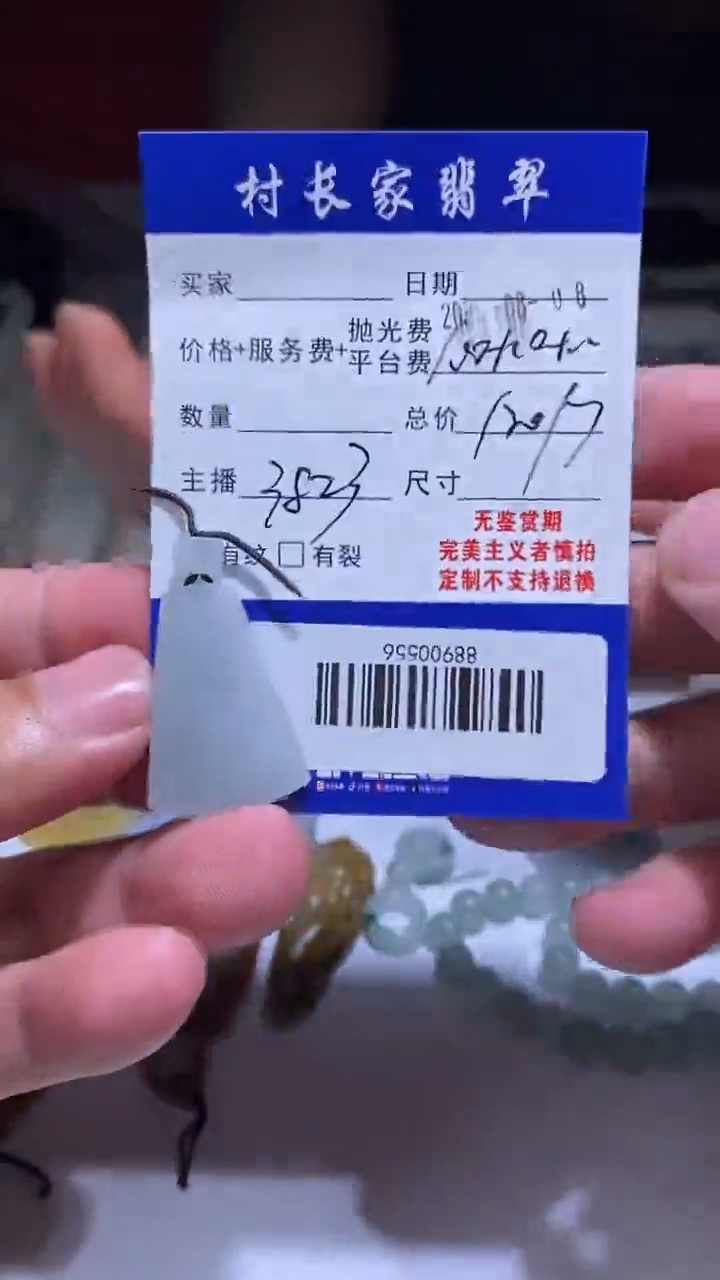 村长家翡翠
买家 日期
价格+服务费+抛光费
平台费
数量 总价
主播 3823 尺寸
有纹 □ 有裂
无鉴赏期
完美主义者慎拍
定制不支持退换
88900556